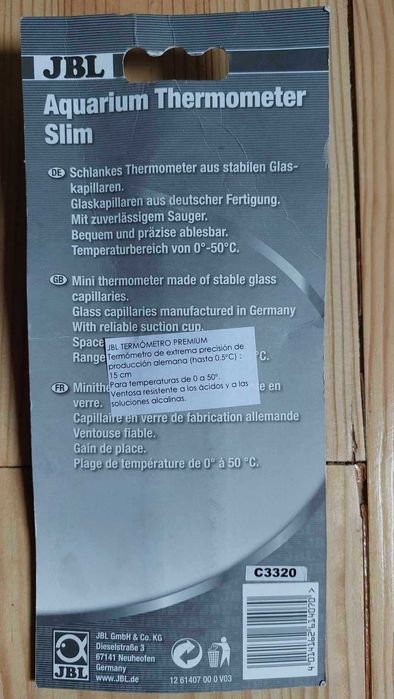 JBL
Aquarium Thermometer
Slim
DE Schlankes Thermometer aus stabilen Glas-
kapillaren.
Glaskapillaren aus deutscher Fertigung.
Mit zuverlässigem Sauger.
Bequem und präzise ablesbar.
Temperaturbereich von 0°-50°C.
GB Mini thermometer made of stable glass
capillaries.
Glass capillaries manufactured in Germany
With reliable suction cup.
Space
Range °C.
JBL TERMÓMETRO PREMIUM
Termómetro de extrema precisión de
producción alemana (hasta 0.5°C) :
15 cm
Para temperaturas de 0 a 50°.
Ventosa resistente a los ácidos y a las
soluciones alcalinas.
FR en
verre.
Capillaire en verre de fabrication allemande
Ventouse fiable.
Gain de place.
Plage de température de 0° à 50 °C.
C3320
4 014162 614070 >
JBL
JBL GmbH & Co. KG
Dieselstraße 3
67141 Neuhofen
Germany
www.JBL.de
12 61407 00 0 V03